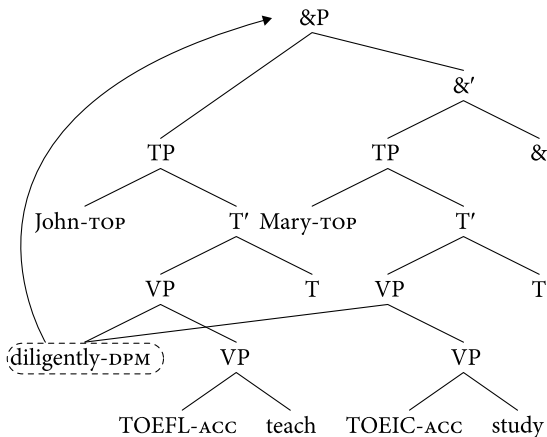 &P
&′
TP TP &
John-TOP T′ Mary-TOP T′
VP T VP T
diligently-DPM VP VP
TOEFL-ACC teach TOEIC-ACC study